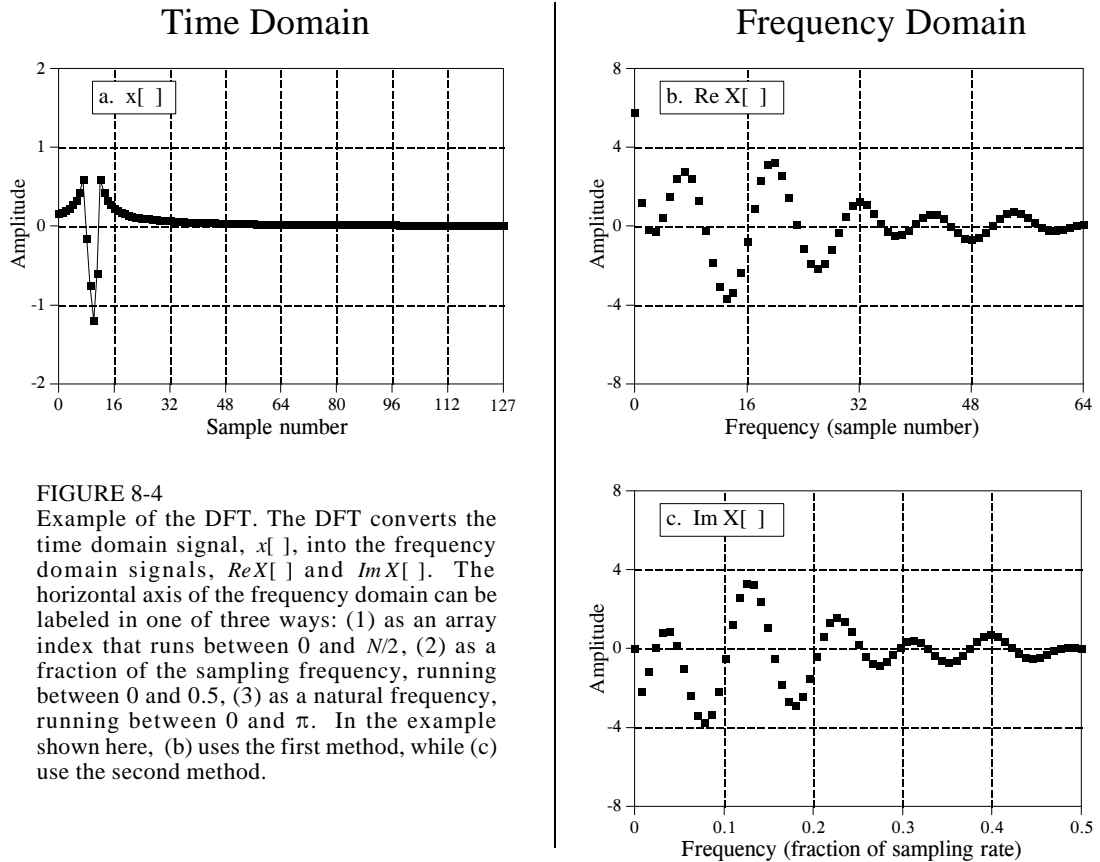 Time Domain
Frequency Domain
a. x[ ]
2
1
0
-1
-2
Amplitude
0 16 32 48 64 80 96 112 127
Sample number
b. Re X[ ]
8
4
0
-4
-8
Amplitude
0 16 32 48 64
Frequency (sample number)
FIGURE 8-4
Example of the DFT. The DFT converts the
time domain signal, x[ ], into the frequency
domain signals, ReX[ ] and ImX[ ]. The
horizontal axis of the frequency domain can be
labeled in one of three ways: (1) as an array
index that runs between 0 and N/2, (2) as a
fraction of the sampling frequency, running
between 0 and 0.5, (3) as a natural frequency,
running between 0 and π. In the example
shown here, (b) uses the first method, while (c)
use the second method.
c. Im X[ ]
8
4
0
-4
-8
Amplitude
0 0.1 0.2 0.3 0.4 0.5
Frequency (fraction of sampling rate)